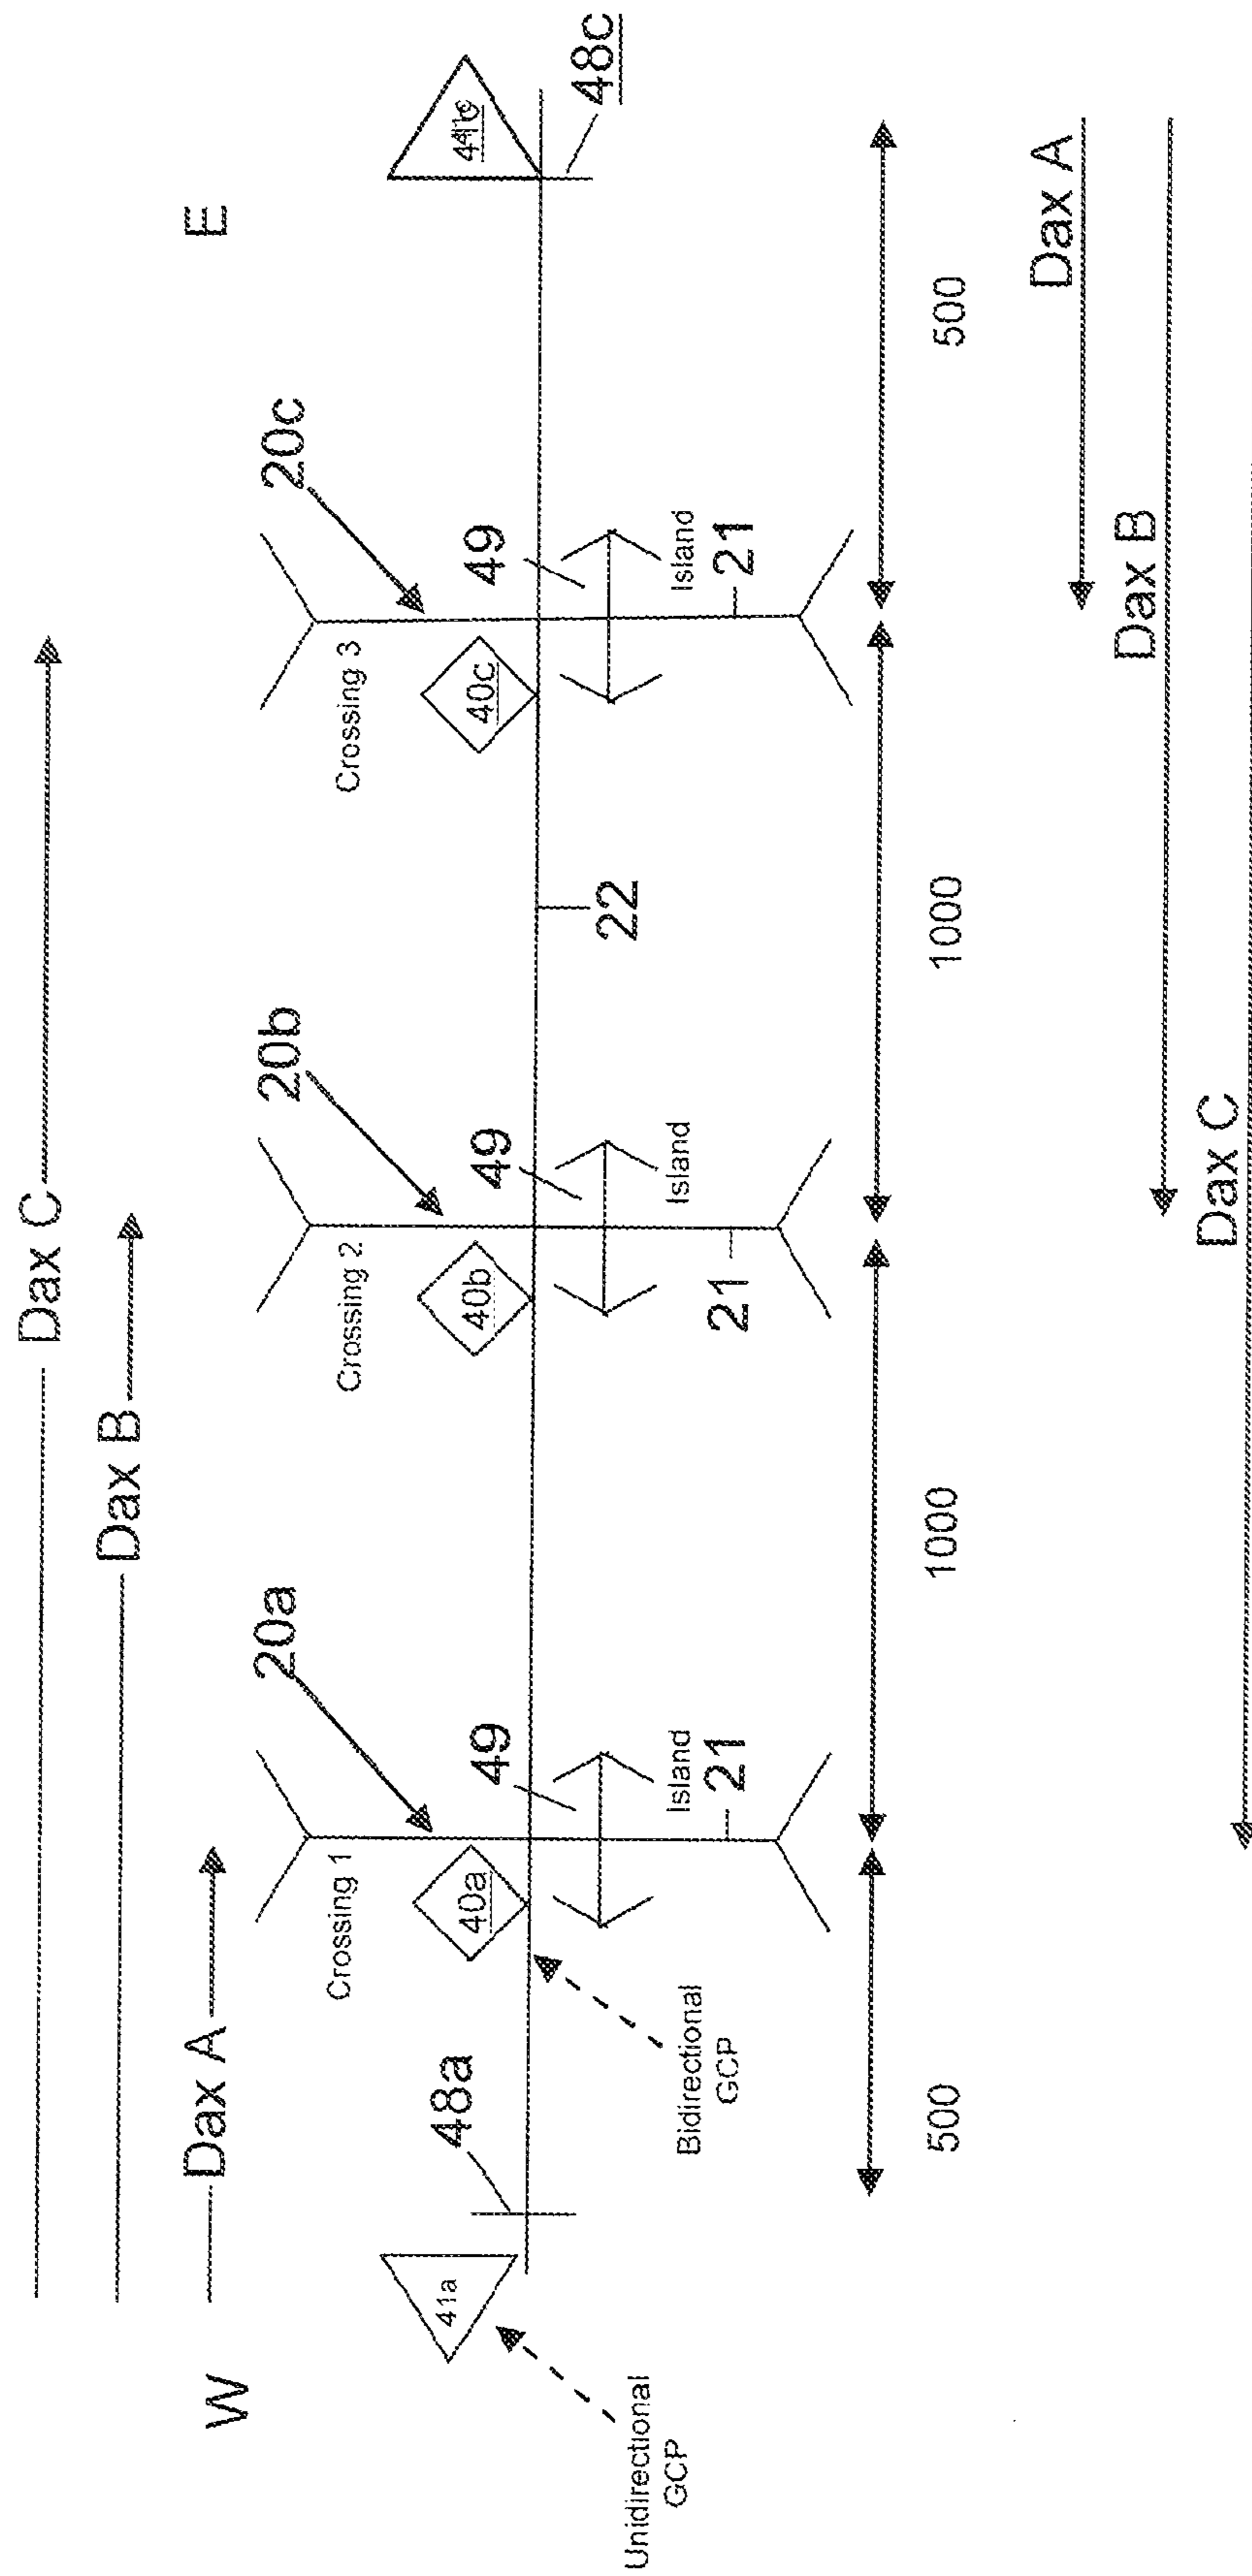 Dax C
Dax B
W
Dax A
E
20a
20b
20c
Crossing 1
Crossing 2
Crossing 3
41a
48a
40a
49
40b
49
40c
49
48c
22
Unidirectional
GCP
Bidirectional
GCP
Island
21
Island
21
Island
21
500
1000
1000
500
Dax A
Dax B
Dax C